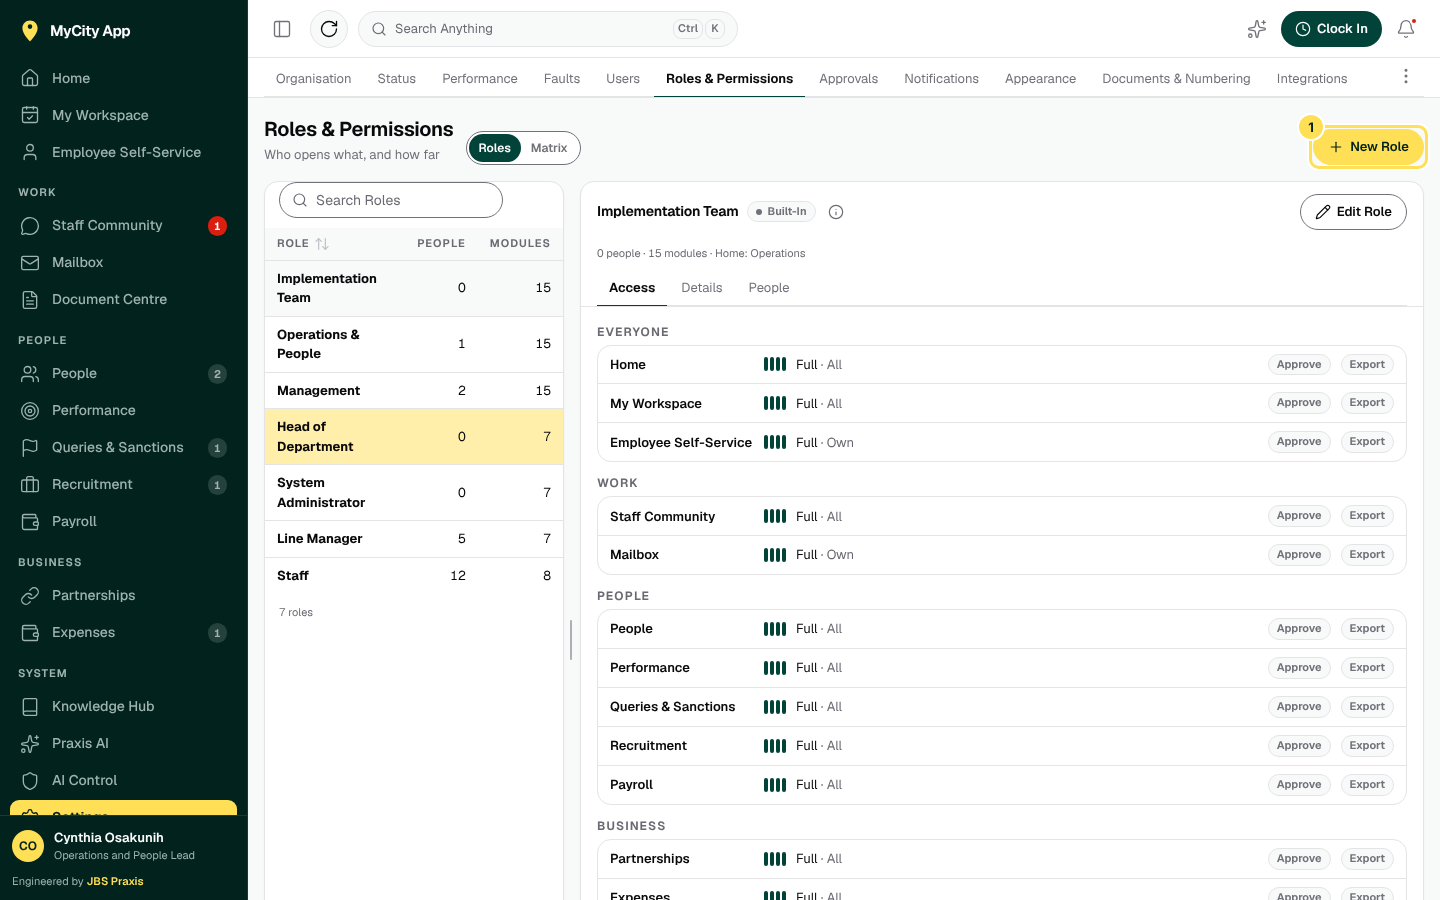 MyCity App
Home
My Workspace
Employee Self-Service
WORK
Staff Community 1
Mailbox
Document Centre
PEOPLE
People 2
Performance
Queries & Sanctions 1
Recruitment 1
Payroll
BUSINESS
Partnerships
Expenses 1
SYSTEM
Knowledge Hub
Praxis AI
AI Control
Settings
CO
Cynthia Osakunih
Operations and People Lead
Engineered by JBS Praxis
Search Anything Ctrl K
Clock In
Organisation Status Performance Faults Users Roles & Permissions Approvals Notifications Appearance Documents & Numbering Integrations
Roles & Permissions
Who opens what, and how far
Roles Matrix
1
New Role
Search Roles
ROLE PEOPLE MODULES
Implementation Team 0 15
Operations & People 1 15
Management 2 15
Head of Department 0 7
System Administrator 0 7
Line Manager 5 7
Staff 12 8
7 roles
Implementation Team Built-In
Edit Role
0 people · 15 modules · Home: Operations
Access Details People
EVERYONE
Home Full · All Approve Export
My Workspace Full · All Approve Export
Employee Self-Service Full · Own Approve Export
WORK
Staff Community Full · All Approve Export
Mailbox Full · Own Approve Export
PEOPLE
People Full · All Approve Export
Performance Full · All Approve Export
Queries & Sanctions Full · All Approve Export
Recruitment Full · All Approve Export
Payroll Full · All Approve Export
BUSINESS
Partnerships Full · All Approve Export
Expenses Full · All Approve Export